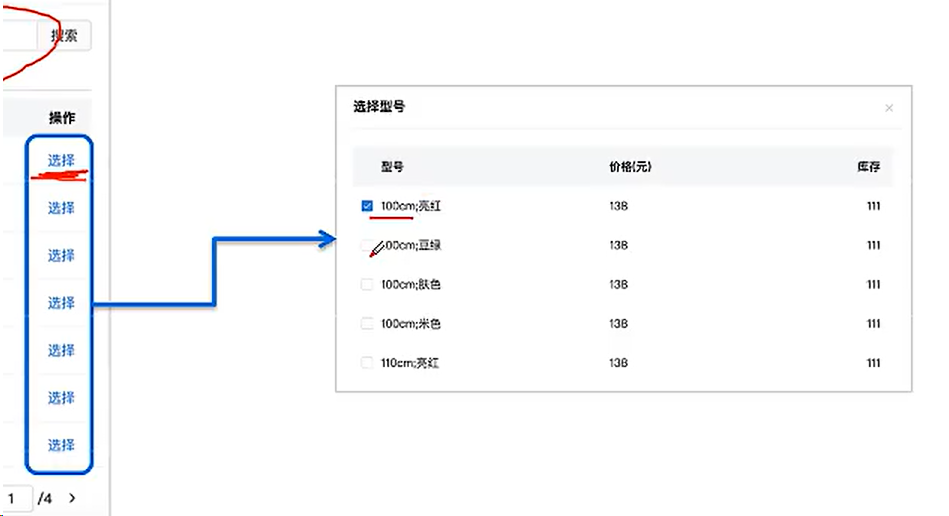 搜索
操作
选择
选择
选择
选择
选择
选择
选择
1 /4 >
选择型号 ×
型号 价格(元) 库存
100cm;亮红 138 111
00cm;豆绿 138 111
100cm;肤色 138 111
100cm;米色 138 111
110cm;亮红 138 111